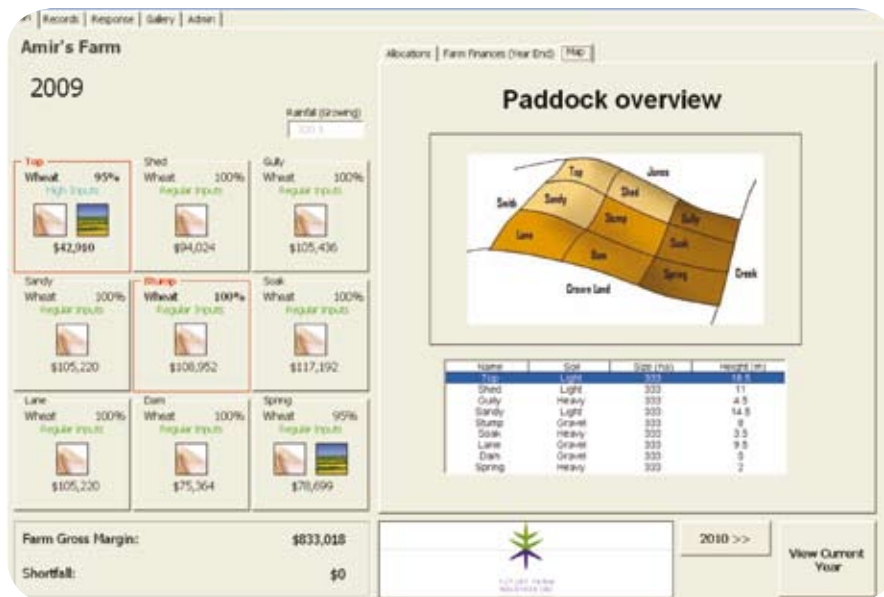 Records Response Gallery Admin
Amir's Farm
2009
Rainfall (Growing)
Top
Wheat 95%
High Inputs
$42,910
Shed
Wheat 100%
Regular Inputs
$94,024
Gully
Wheat 100%
Regular Inputs
$105,436
Sandy
Wheat 100%
Regular Inputs
$105,220
Stump
Wheat 100%
Regular Inputs
$108,952
Soak
Wheat 100%
Regular Inputs
$117,192
Lane
Wheat 100%
Regular Inputs
$105,220
Dam
Wheat 100%
Regular Inputs
$75,364
Spring
Wheat 95%
Regular Inputs
$78,699
Farm Gross Margin: $833,018
Shortfall: $0
Allocations Farm Finances (Year End) Map
Paddock overview
Top Jones
Smith Sandy Shed
Lane Stump Gully
Dam Soak
Spring Creek
Crown Land
Name Soil Size (ha) Height (m)
Top Light 333 18.5
Shed Light 333 11
Gully Heavy 333 4.5
Sandy Light 333 14.5
Stump Gravel 333
Soak Heavy 333 3.5
Lane Gravel 333 9.5
Dam Gravel 333
Spring Heavy 333 2
FUTURE FARM
INDUSTRIES CRC
2010 >>
View Current
Year